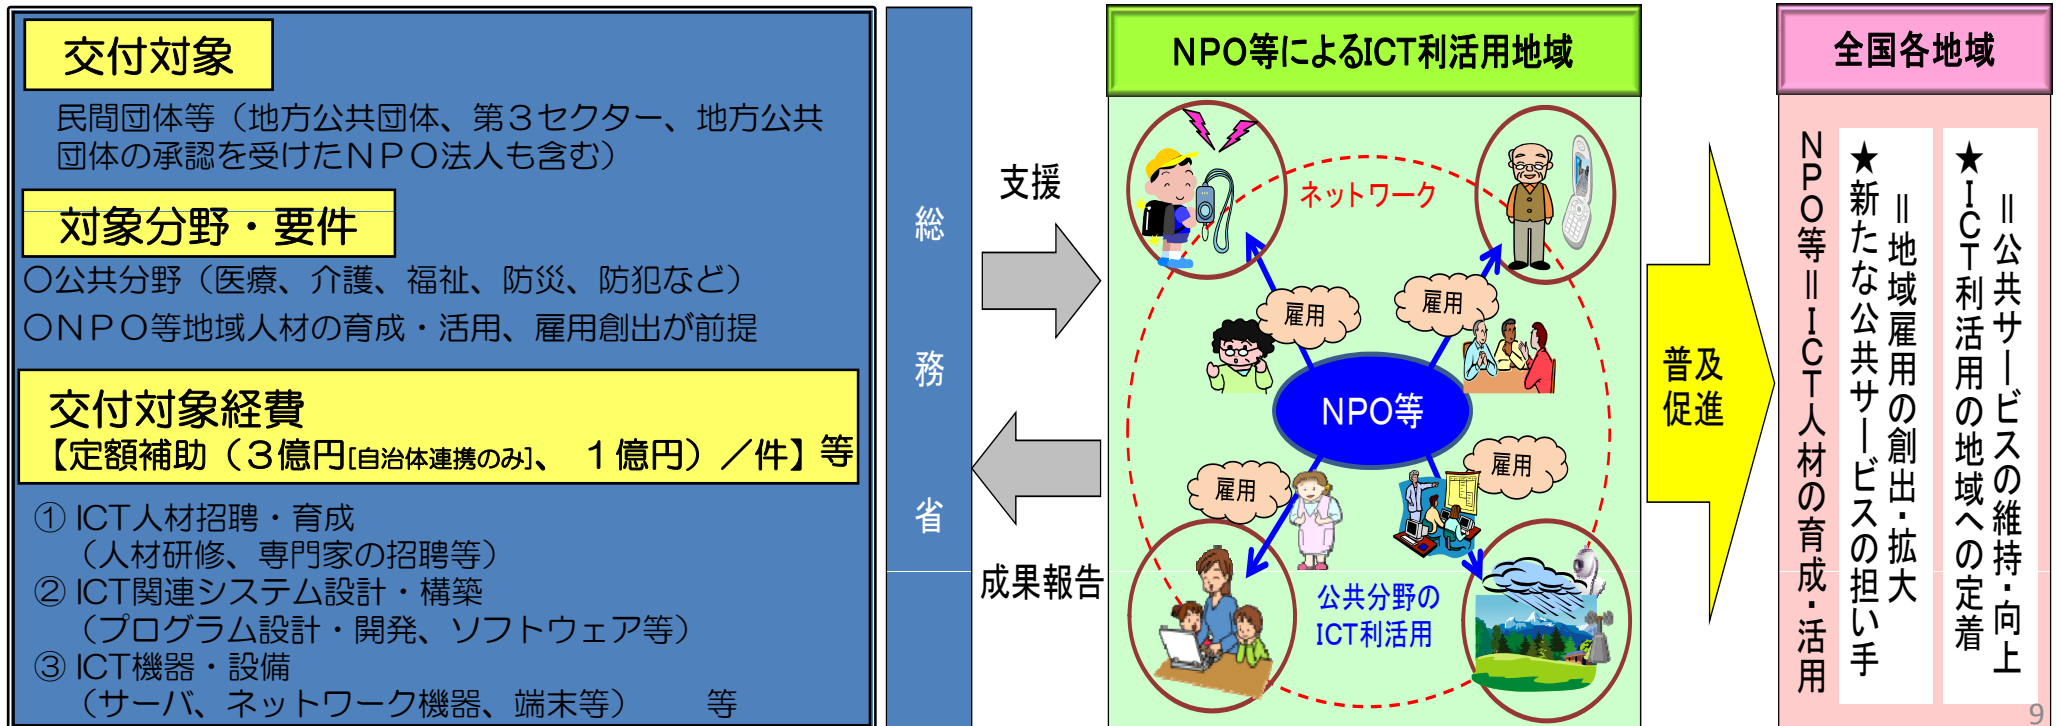 交付対象
民間団体等（地方公共団体、第３セクター、地方公共
団体の承認を受けたＮＰＯ法人も含む）
対象分野・要件
○公共分野（医療、介護、福祉、防災、防犯など）
○ＮＰＯ等地域人材の育成・活用、雇用創出が前提
交付対象経費
【定額補助（３億円[自治体連携のみ]、 １億円）／件】等
① ICT人材招聘・育成
（人材研修、専門家の招聘等）
② ICT関連システム設計・構築
（プログラム設計・開発、ソフトウェア等）
③ ICT機器・設備
（サーバ、ネットワーク機器、端末等） 等
総務省
支援
成果報告
NPO等によるICT利活用地域
ネットワーク
雇用
雇用
NPO等
雇用
雇用
公共分野の
ICT利活用
普及
促進
全国各地域
★ICT利活用の地域への定着
＝公共サービスの維持・向上
★新たな公共サービスの担い手
＝地域雇用の創出・拡大
NPO等＝ICT人材の育成・活用
9